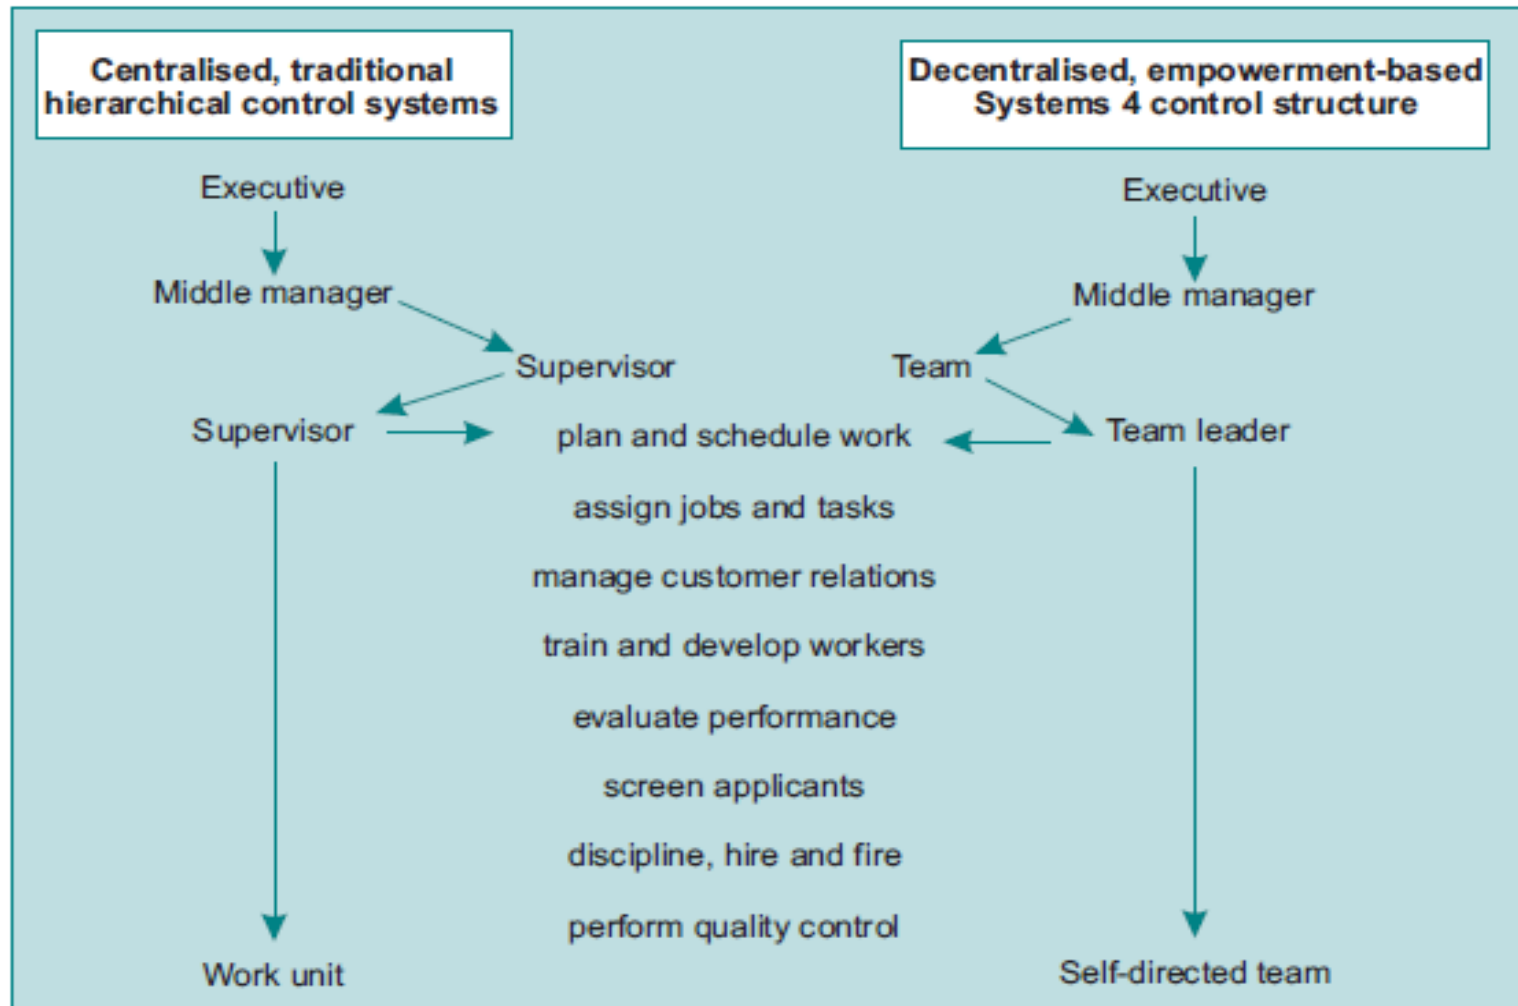 Centralised, traditional
hierarchical control systems
Decentralised, empowerment-based
Systems 4 control structure
Executive
Executive
Middle manager
Middle manager
Supervisor
Team
Supervisor
plan and schedule work
Team leader
assign jobs and tasks
manage customer relations
train and develop workers
evaluate performance
screen applicants
discipline, hire and fire
perform quality control
Work unit
Self-directed team